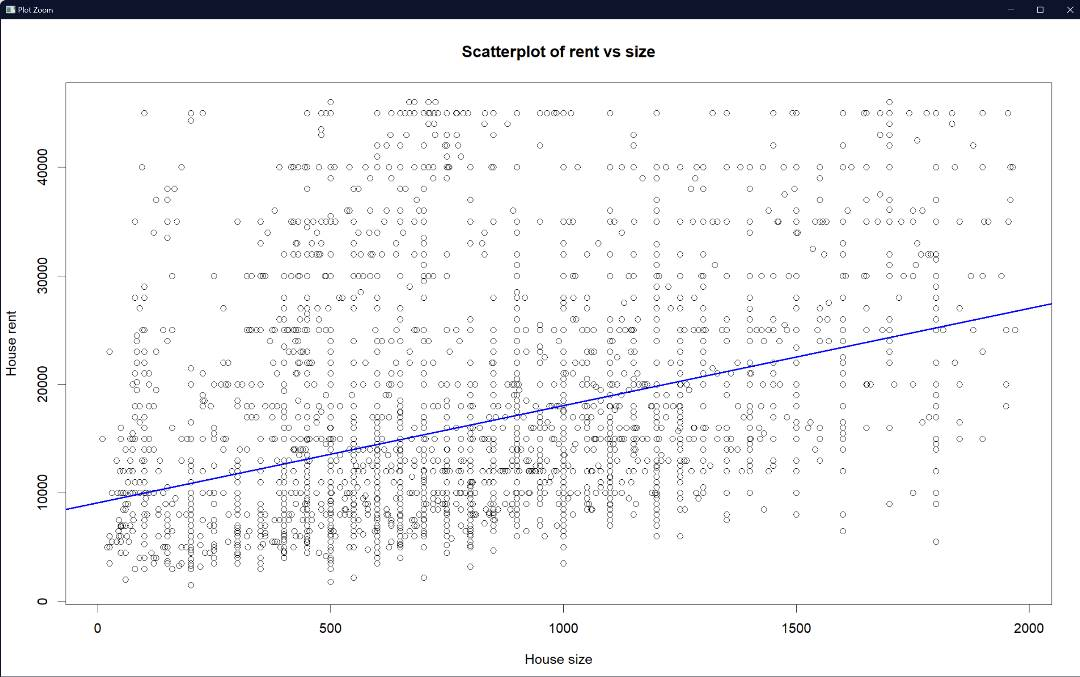 Plot Zoom
Scatterplot of rent vs size
House rent
40000
30000
20000
10000
0
0 500 1000 1500 2000
House size